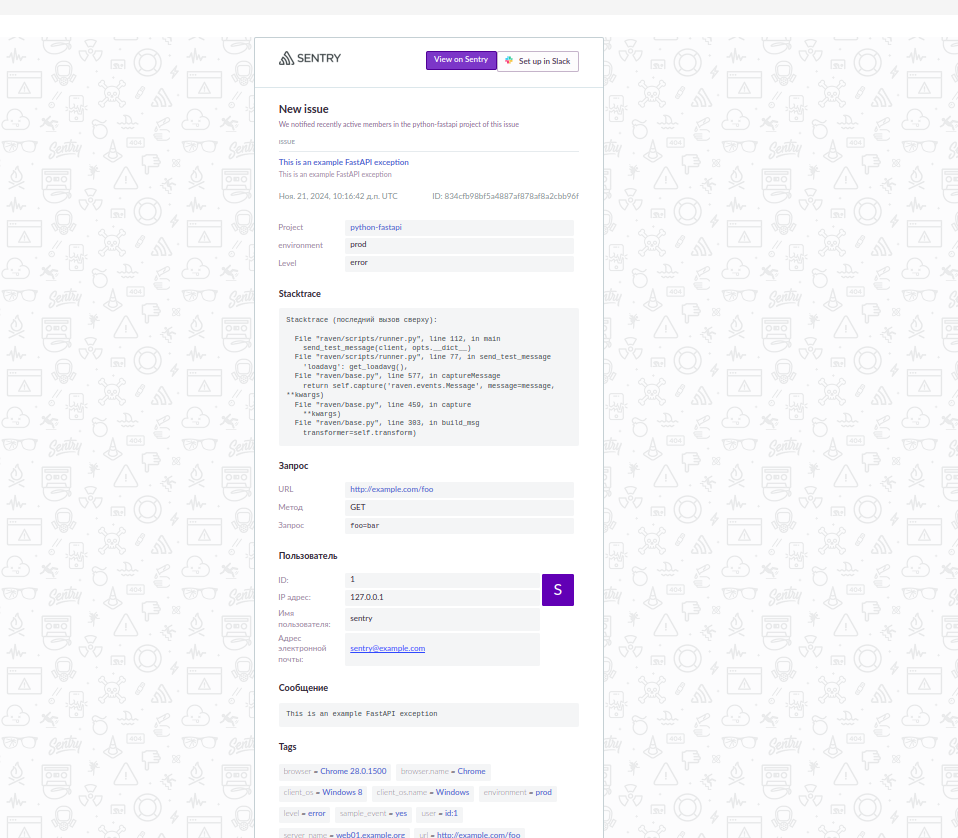 SENTRY
View on Sentry
Set up in Slack
New issue
We notified recently active members in the python-fastapi project of this issue
ISSUE
This is an example FastAPI exception
This is an example FastAPI exception
Ноя. 21, 2024, 10:16:42 д.п. UTC
ID: 834cfb98bf5a4887af878af8a2cbb96f
Project python-fastapi
environment prod
Level error
Stacktrace
Stacktrace (последний вызов сверху):
File "raven/scripts/runner.py", line 112, in main
send_test_message(client, opts.__dict__)
File "raven/scripts/runner.py", line 77, in send_test_message
'loadavg': get_loadavg(),
File "raven/base.py", line 577, in captureMessage
return self.capture('raven.events.Message', message=message,
**kwargs)
File "raven/base.py", line 459, in capture
**kwargs)
File "raven/base.py", line 303, in build_msg
transformer=self.transform)
Запрос
URL http://example.com/foo
Метод GET
Запрос foo=bar
Пользователь
ID: 1
S
IP адрес: 127.0.0.1
Имя
пользователя: sentry
Адрес
электронной
почты: sentry@example.com
Сообщение
This is an example FastAPI exception
Tags
browser = Chrome 28.0.1500 browser.name = Chrome
client_os = Windows 8 client_os.name = Windows environment = prod
level = error sample_event = yes user = id:1
server_name = web01.example.org url = http://example.com/foo